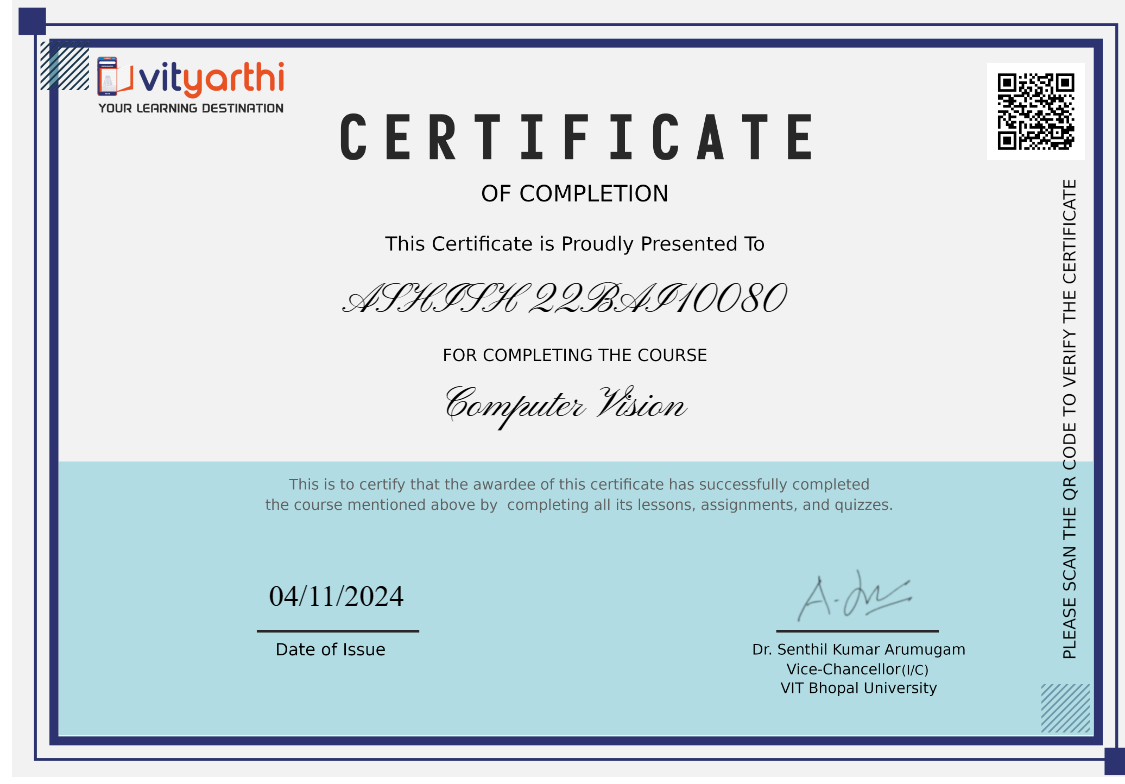 vityarthi
YOUR LEARNING DESTINATION
CERTIFICATE
OF COMPLETION
This Certificate is Proudly Presented To
ASHISH 22BAI10080
FOR COMPLETING THE COURSE
Computer Vision
This is to certify that the awardee of this certificate has successfully completed
the course mentioned above by completing all its lessons, assignments, and quizzes.
04/11/2024
Date of Issue
Dr. Senthil Kumar Arumugam
Vice-Chancellor(I/C)
VIT Bhopal University
PLEASE SCAN THE QR CODE TO VERIFY THE CERTIFICATE